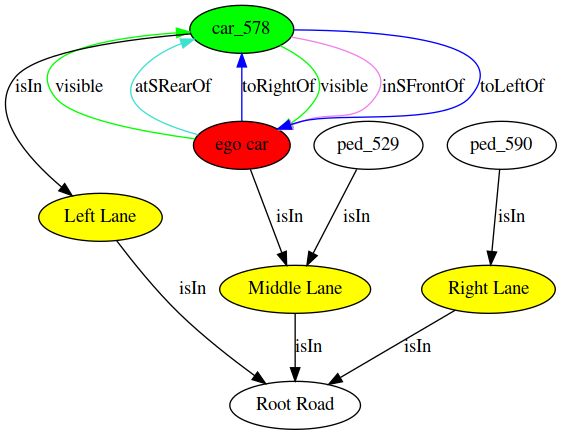 car_578
isIn
visible
atSRearOf
toRightOf
visible
inSFrontOf
toLeftOf
ego car
ped_529
ped_590
Left Lane
isIn
isIn
isIn
Middle Lane
Right Lane
isIn
isIn
isIn
Root Road